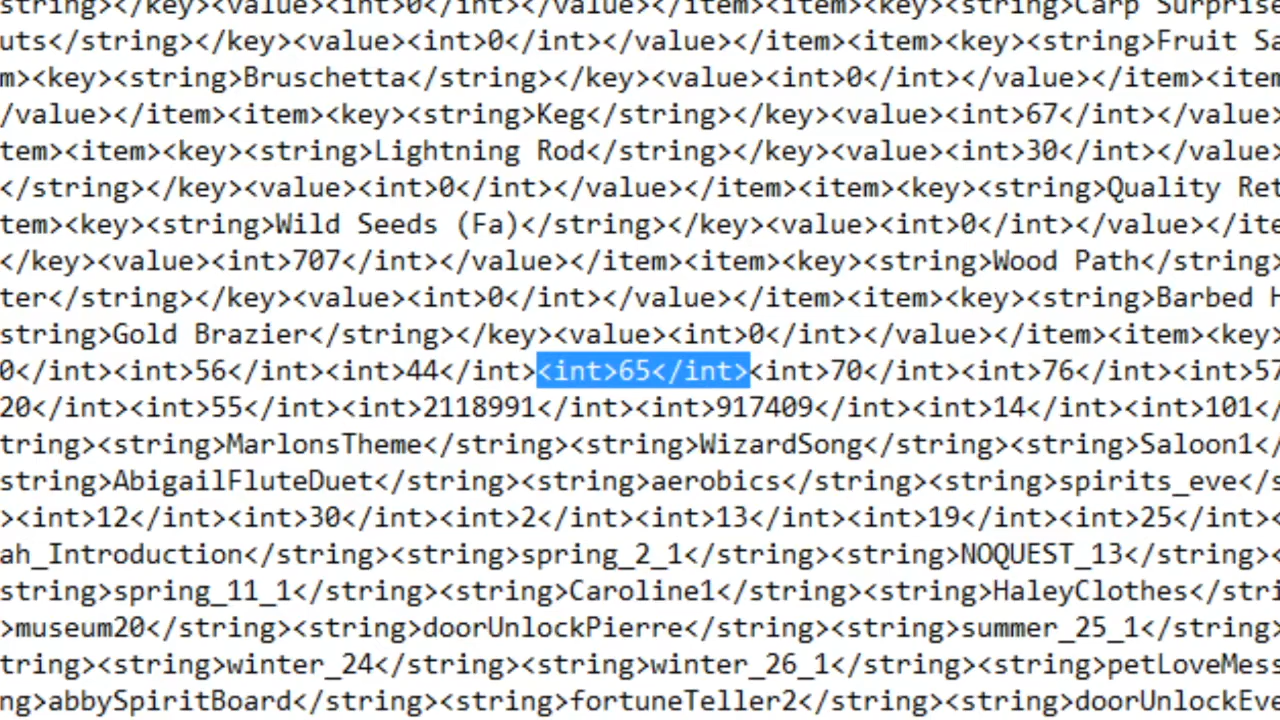 string></key><value><int>0</int></value></item><item><key><string>Carp Surprise
uts</string></key><value><int>0</int></value></item><item><key><string>Fruit Sa
m><key><string>Bruschetta</string></key><value><int>0</int></value></item><item
/value></item><item><key><string>Keg</string></key><value><int>67</int></value>
tem><item><key><string>Lightning Rod</string></key><value><int>30</int></value>
</string></key><value><int>0</int></value></item><item><key><string>Quality Ret
tem><key><string>Wild Seeds (Fa)</string></key><value><int>0</int></value></ite
</key><value><int>707</int></value></item><item><key><string>Wood Path</string>
ter</string></key><value><int>0</int></value></item><item><key><string>Barbed H
string>Gold Brazier</string></key><value><int>0</int></value></item><item><key>
0</int><int>56</int><int>44</int><int>65</int><int>70</int><int>76</int><int>57
20</int><int>55</int><int>2118991</int><int>917409</int><int>14</int><int>101</
tring><string>MarlonsTheme</string><string>WizardSong</string><string>Saloon1</
string>AbigailFluteDuet</string><string>aerobics</string><string>spirits_eve</s
><int>12</int><int>30</int><int>2</int><int>13</int><int>19</int><int>25</int><
ah_Introduction</string><string>spring_2_1</string><string>NOQUEST_13</string><
string>spring_11_1</string><string>Caroline1</string><string>HaleyClothes</stri
>museum20</string><string>doorUnlockPierre</string><string>summer_25_1</string>
tring><string>winter_24</string><string>winter_26_1</string><string>petLoveMess
ng>abbySpiritBoard</string><string>fortuneTeller2</string><string>doorUnlockEve